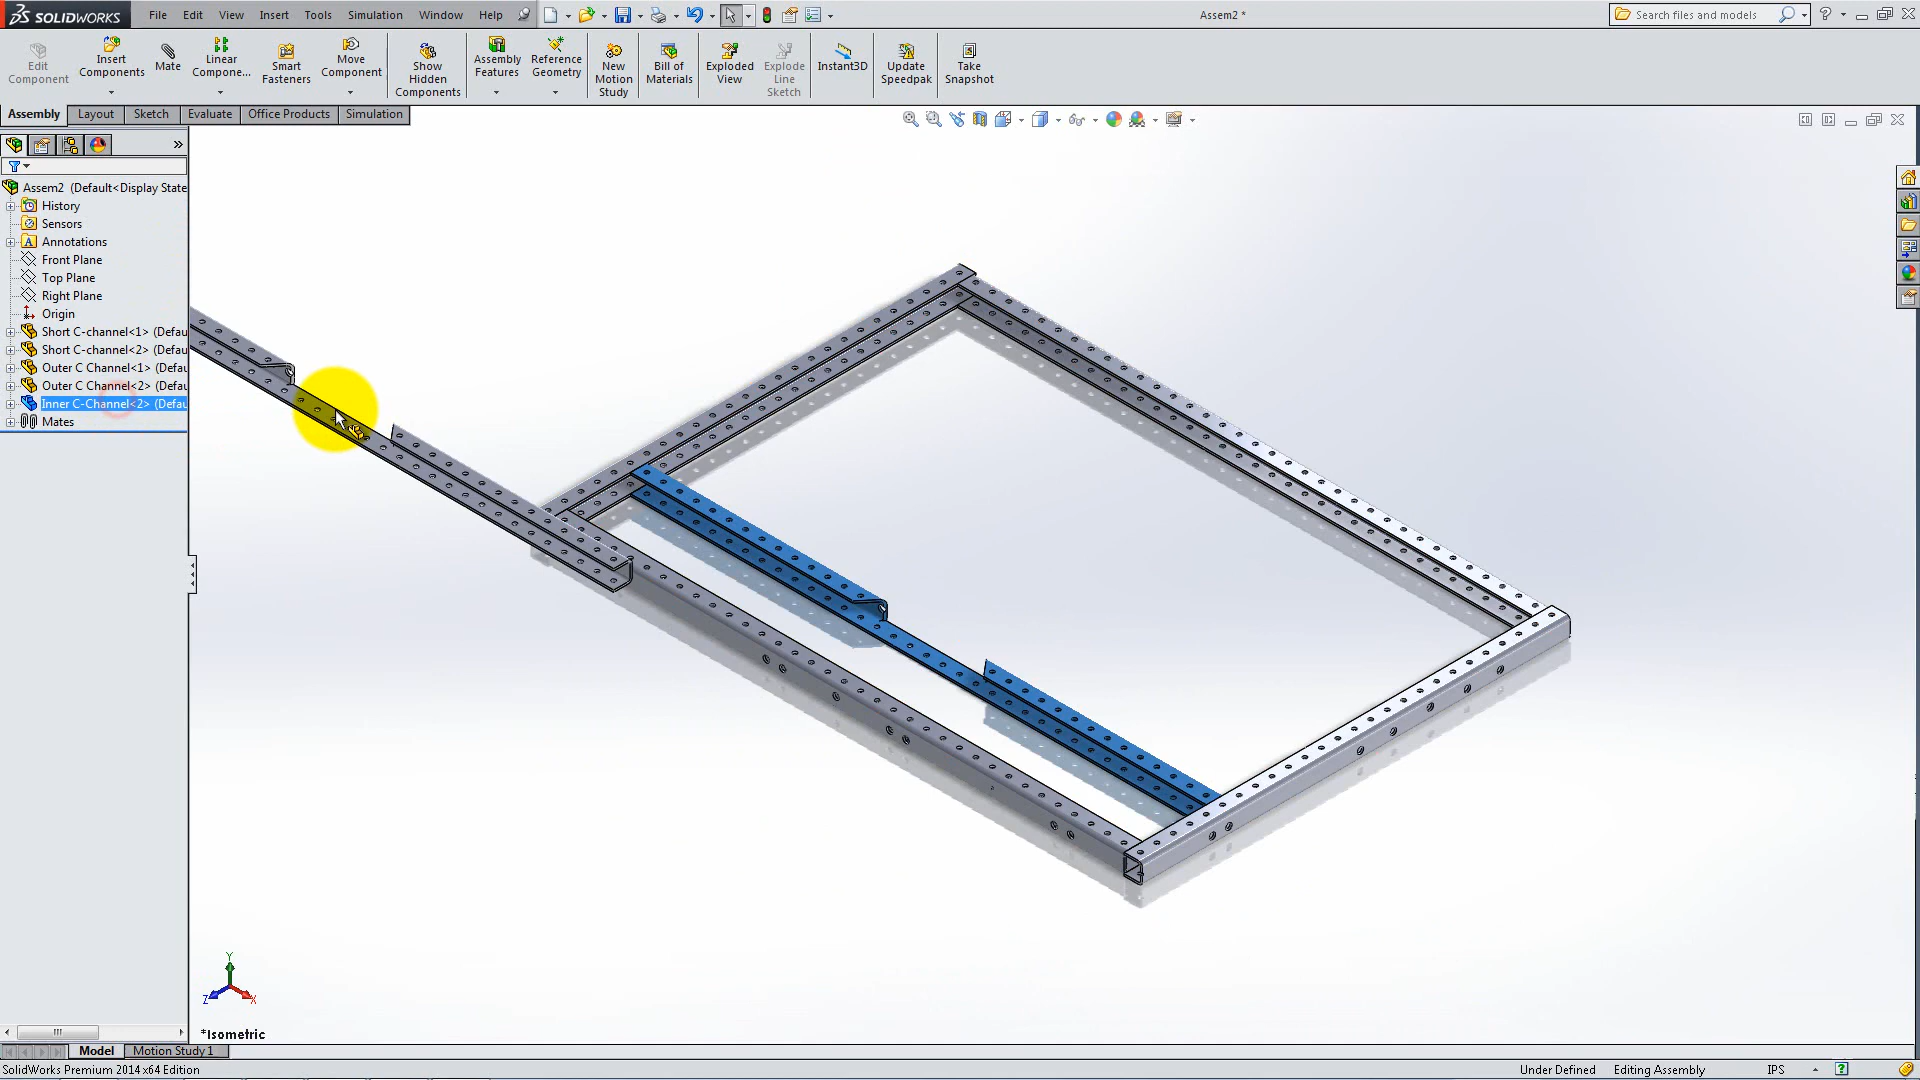 SOLIDWORKS File Edit View Insert Tools Simulation Window Help Assem2 * Search files and models ?
Edit Component
Insert Components
Mate
Linear Compone...
Smart Fasteners
Move Component
Show Hidden Components
Assembly Features
Reference Geometry
New Motion Study
Bill of Materials
Exploded View
Explode Line Sketch
Instant3D
Update Speedpak
Take Snapshot
Assembly Layout Sketch Evaluate Office Products Simulation
Assem2 (Default<Display State
History
Sensors
Annotations
Front Plane
Top Plane
Right Plane
Origin
Short C-channel<1> (Defau
Short C-channel<2> (Defau
Outer C Channel<1> (Defau
Outer C Channel<2> (Defau
Inner C-Channel<2> (Defau
Mates
Y
Z X
*Isometric
Model Motion Study 1
SolidWorks Premium 2014 x64 Edition Under Defined Editing Assembly IPS ?